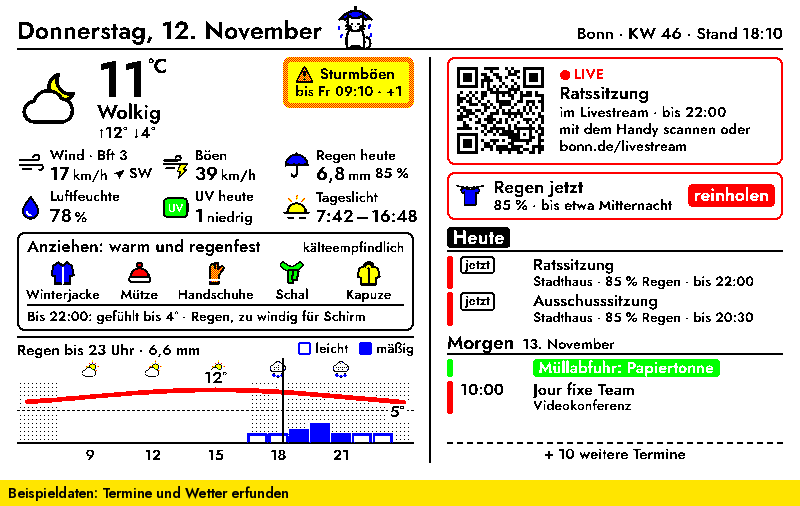 Donnerstag, 12. November
Bonn · KW 46 · Stand 18:10
11°C
Wolkig
↑12° ↓4°
Sturmböen
bis Fr 09:10 · +1
Wind · Bft 3
17 km/h SW
Böen
39 km/h
Regen heute
6,8 mm 85 %
Luftfeuchte
78 %
UV
UV heute
1 niedrig
Tageslicht
7:42 – 16:48
Anziehen: warm und regenfest
kälteempfindlich
Winterjacke
Mütze
Handschuhe
Schal
Kapuze
Bis 22:00: gefühlt bis 4° · Regen, zu windig für Schirm
Regen bis 23 Uhr · 6,6 mm
leicht
mäßig
12°
5°
9 12 15 18 21
LIVE
Ratssitzung
im Livestream · bis 22:00
mit dem Handy scannen oder
bonn.de/livestream
Regen jetzt
85 % · bis etwa Mitternacht
reinholen
Heute
jetzt
Ratssitzung
Stadthaus · 85 % Regen · bis 22:00
jetzt
Ausschusssitzung
Stadthaus · 85 % Regen · bis 20:30
Morgen 13. November
Müllabfuhr: Papiertonne
10:00
Jour fixe Team
Videokonferenz
+ 10 weitere Termine
Beispieldaten: Termine und Wetter erfunden